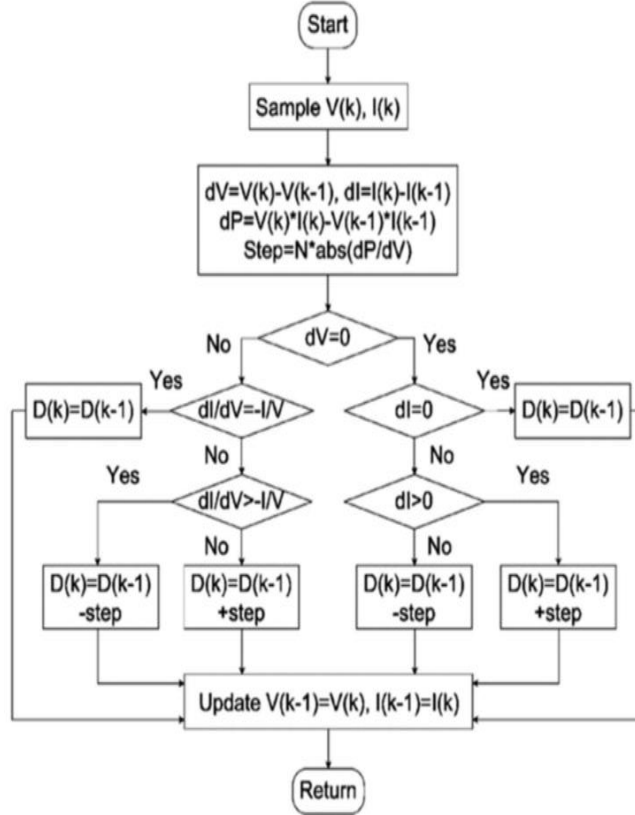 Start
Sample V(k), I(k)
dV=V(k)-V(k-1), dI=I(k)-I(k-1)
dP=V(k)*I(k)-V(k-1)*I(k-1)
Step=N*abs(dP/dV)
dV=0
No
Yes
Yes
D(k)=D(k-1)
dI/dV=-I/V
dI=0
Yes
D(k)=D(k-1)
No
No
Yes
dI/dV>-I/V
dI>0
Yes
No
No
D(k)=D(k-1)
-step
D(k)=D(k-1)
+step
D(k)=D(k-1)
-step
D(k)=D(k-1)
+step
Update V(k-1)=V(k), I(k-1)=I(k)
Return